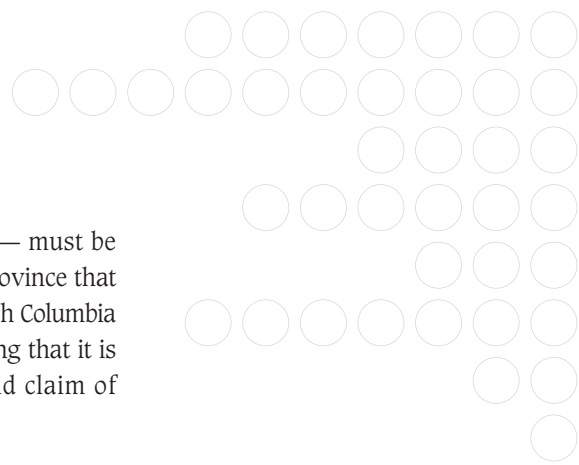 — must be
ovince that
h Columbia
ng that it is
d claim of